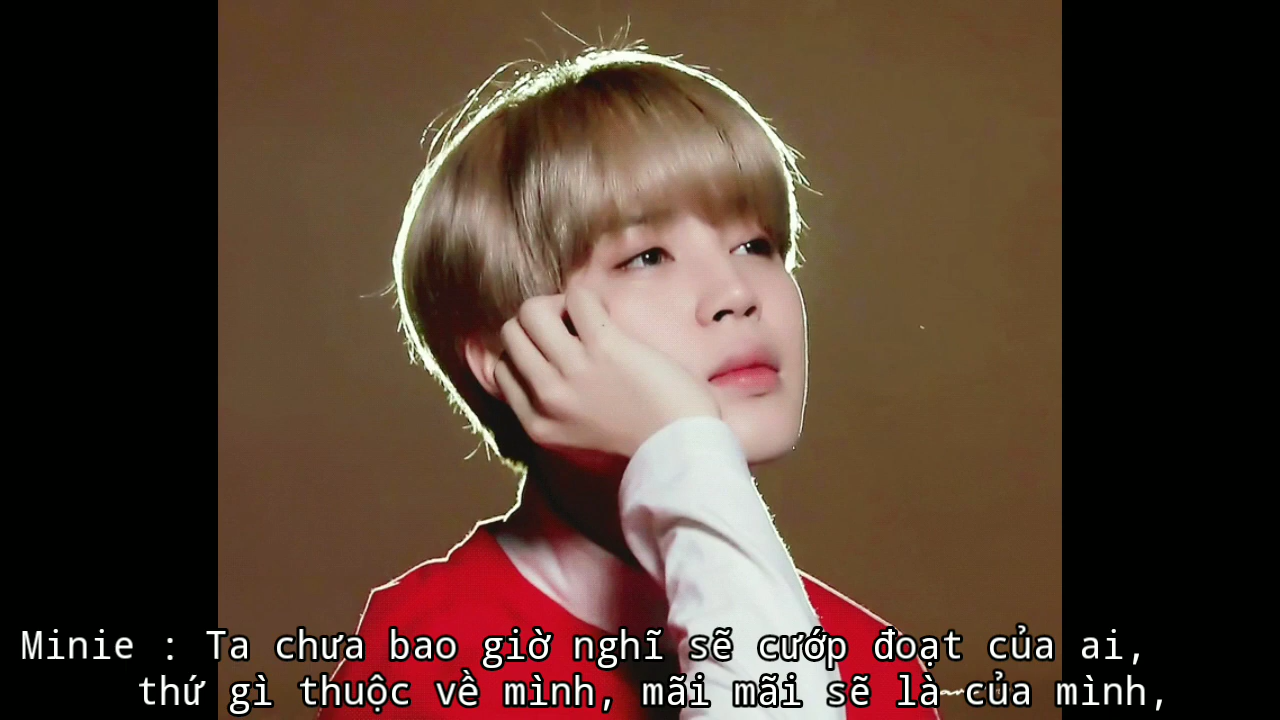 Minie : Ta chưa bao giờ nghĩ sẽ cướp đoạt của ai,
thứ gì thuộc về mình, mãi mãi sẽ là của mình,